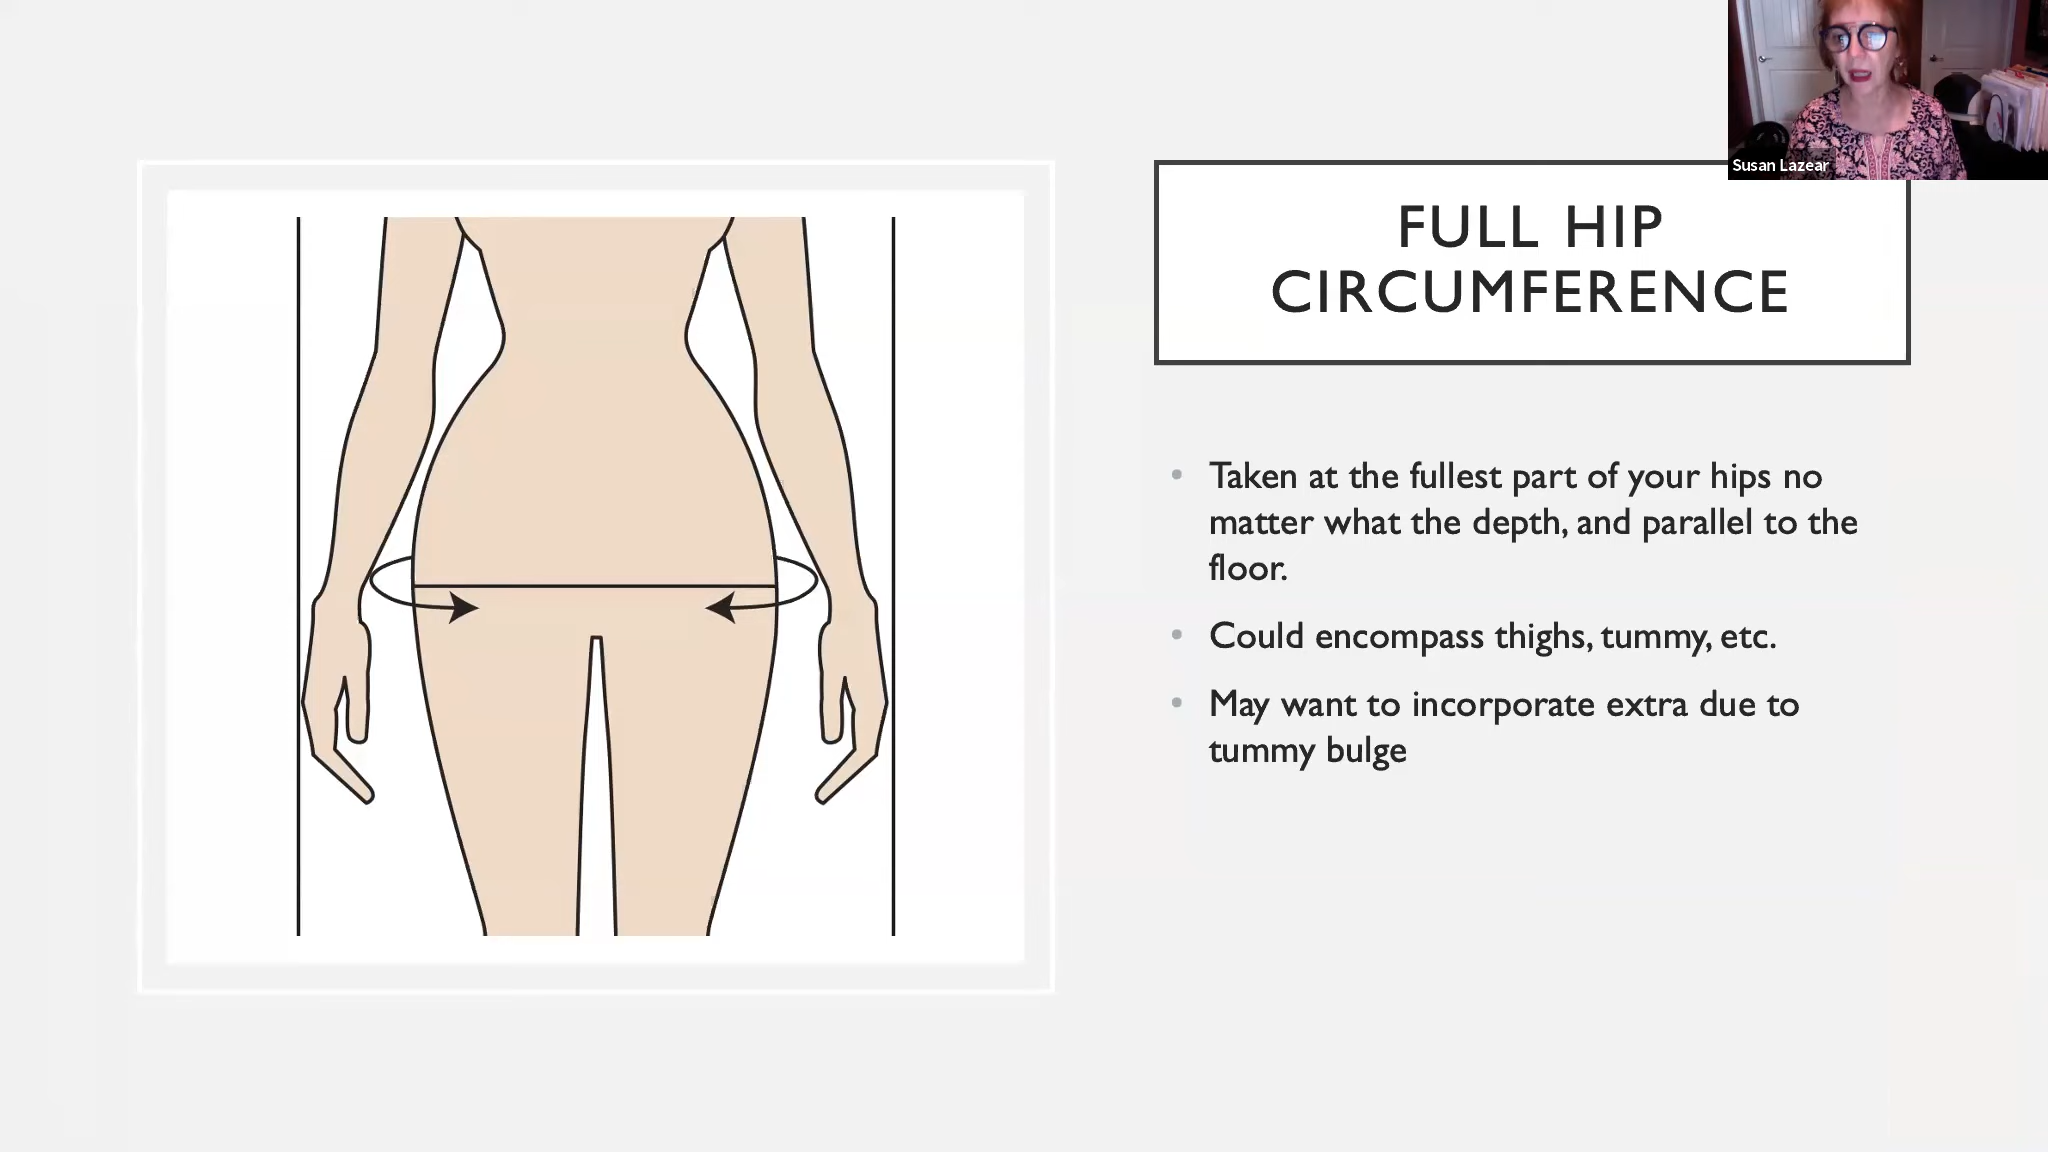 Susan Lazear
FULL HIP
CIRCUMFERENCE
• Taken at the fullest part of your hips no
matter what the depth, and parallel to the
floor.
• Could encompass thighs, tummy, etc.
• May want to incorporate extra due to
tummy bulge